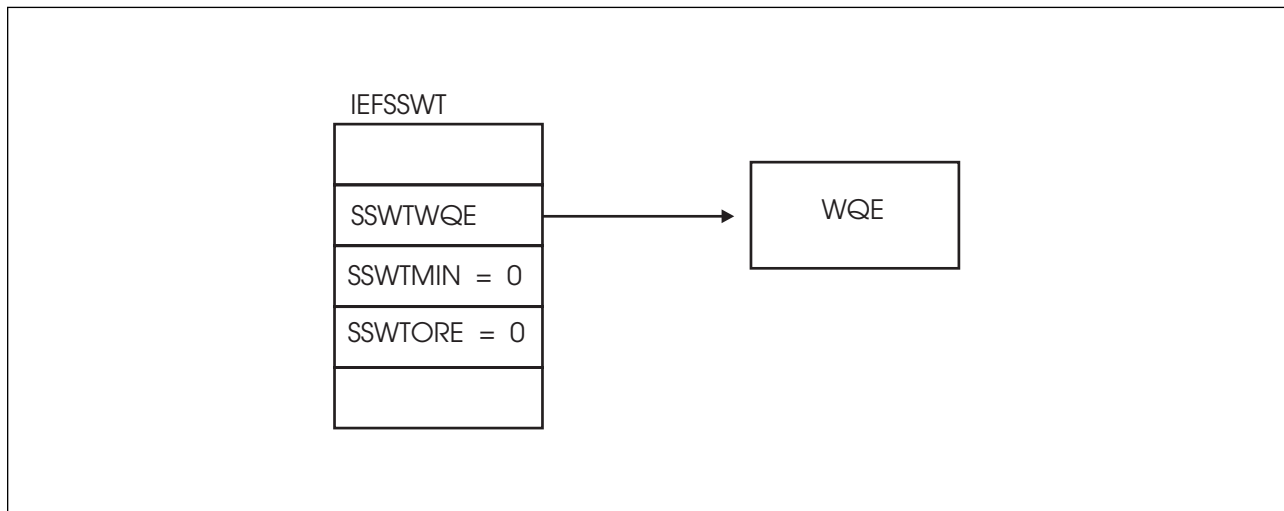 IEFSSWT
SSWTWQE
WQE
SSWTMIN = 0
SSWTORE = 0